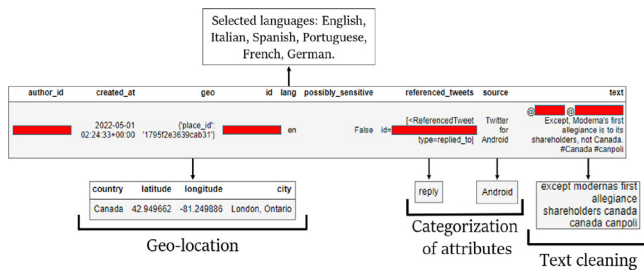 Selected languages: English,
Italian, Spanish, Portuguese,
French, German.
author_id created_at geo id lang possibly_sensitive referenced_tweets source text
2022-05-01
02:24:33+00:00
{'place_id':
'1795f2e3639cab31'}
en
False
[<ReferencedTweet
id=
type=replied_to]
Twitter
for
Android
@ @
Except, Moderna's first
allegiance is to its
shareholders, not Canada.
#Canada #canpoli
country latitude longitude city
Canada 42.949662 -81.249886 London, Ontario
Geo-location
reply
Android
Categorization
of attributes
except modernas first
allegiance
shareholders canada
canada canpoli
Text cleaning